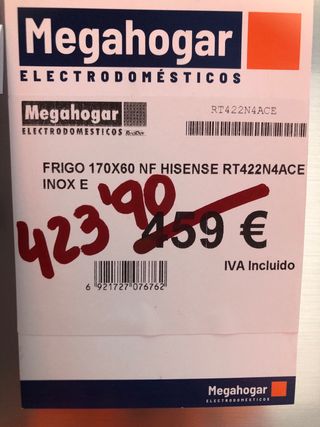 Megahogar
ELECTRODOMÉSTICOS
Megahogar
ELECTRODOMESTICOS
RT422N4ACE
FRIGO 170X60 NF HISENSE RT422N4ACE
INOX E
423'90
459 €
IVA Incluido
6 921727 076762
Megahogar
ELECTRODOMÉSTICOS